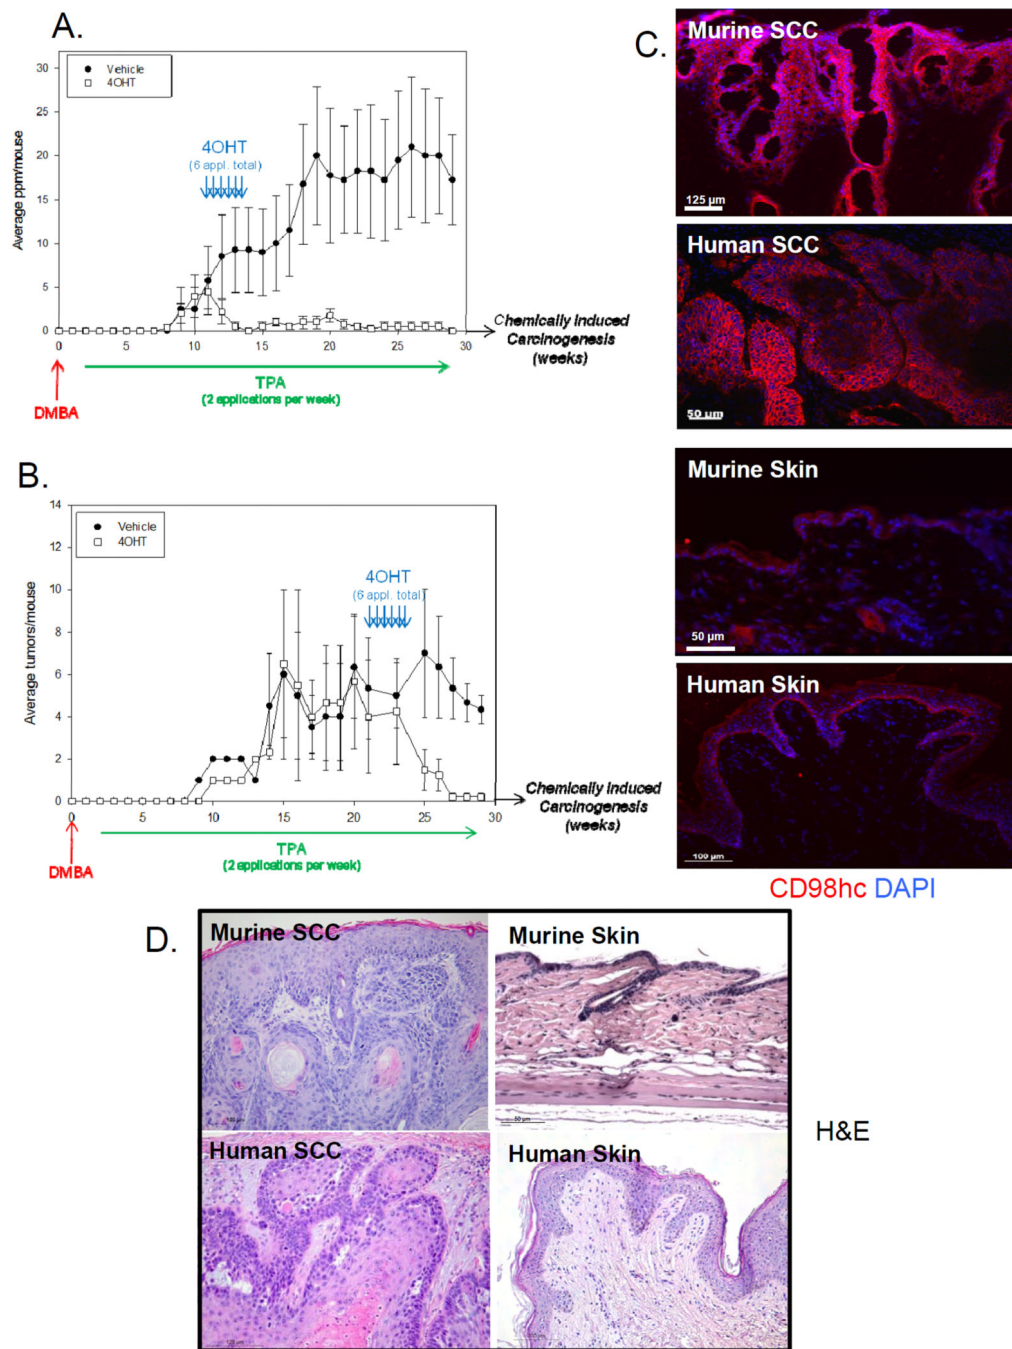 A.
Vehicle
4OHT
4OHT
(6 appl. total)
Average ppm/mouse
30
25
20
15
10
5
0
0
5
10
15
20
25
30
Chemically Induced
Carcinogenesis
(weeks)
TPA
(2 applications per week)
DMBA
B.
Vehicle
4OHT
4OHT
(6 appl. total)
Average tumors/mouse
14
12
10
8
6
4
2
0
0
5
10
15
20
25
30
Chemically Induced
Carcinogenesis
(weeks)
TPA
(2 applications per week)
DMBA
C.
Murine SCC
125 µm
Human SCC
50 µm
Murine Skin
50 µm
Human Skin
100 µm
CD98hc DAPI
D.
Murine SCC
Murine Skin
50 µm
Human SCC
Human Skin
H&E